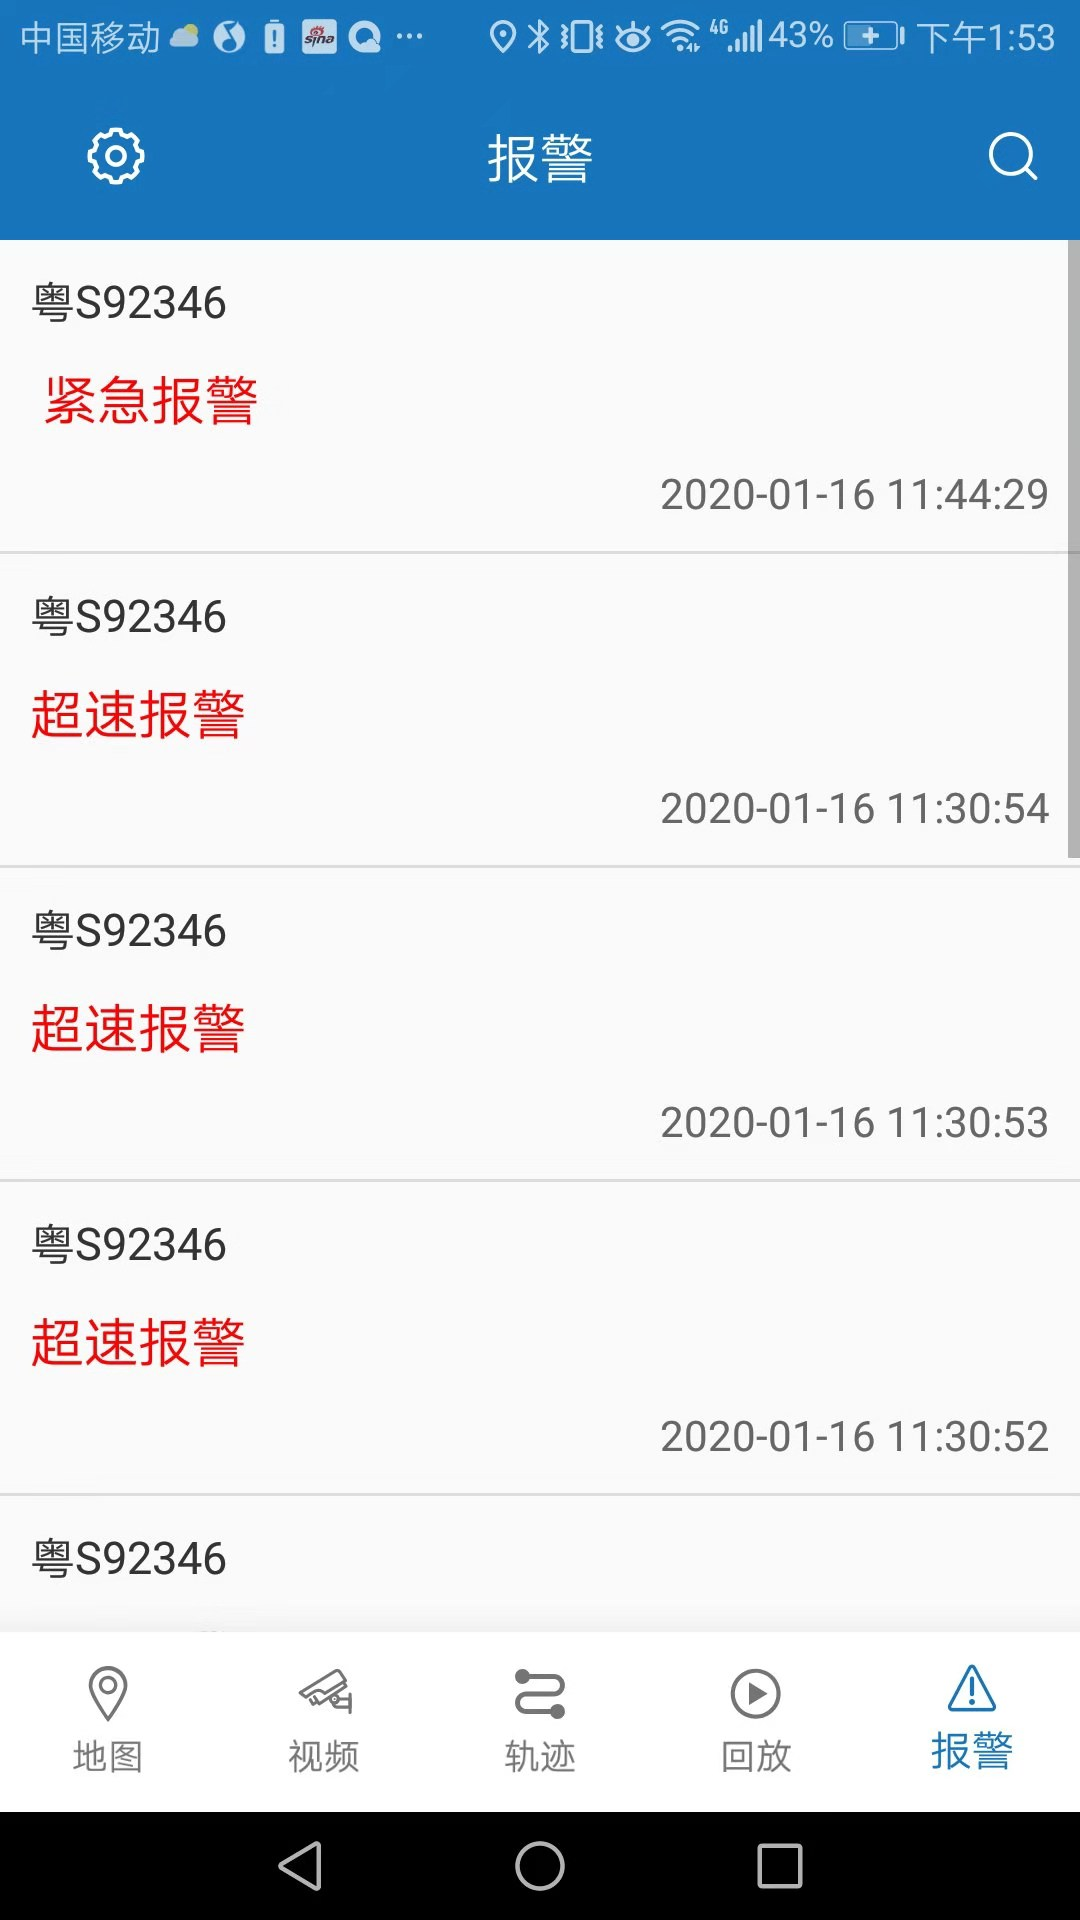 中国移动 sina ... 4G 43% 下午1:53
报警
粤S92346
紧急报警
2020-01-16 11:44:29
粤S92346
超速报警
2020-01-16 11:30:54
粤S92346
超速报警
2020-01-16 11:30:53
粤S92346
超速报警
2020-01-16 11:30:52
粤S92346
地图 视频 轨迹 回放 报警